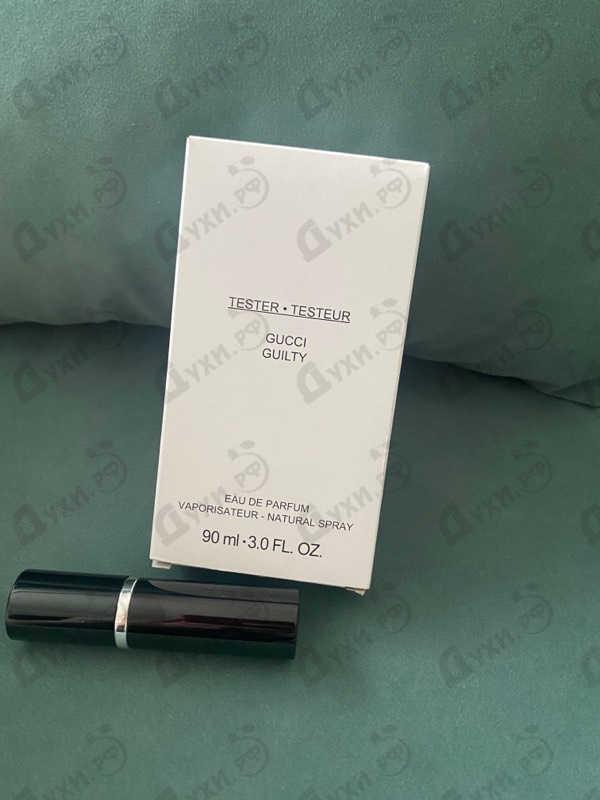 TESTER • TESTEUR
GUCCI
GUILTY
EAU DE PARFUM
VAPORISATEUR - NATURAL SPRAY
90 ml • 3.0 FL. OZ.
Духи.рф